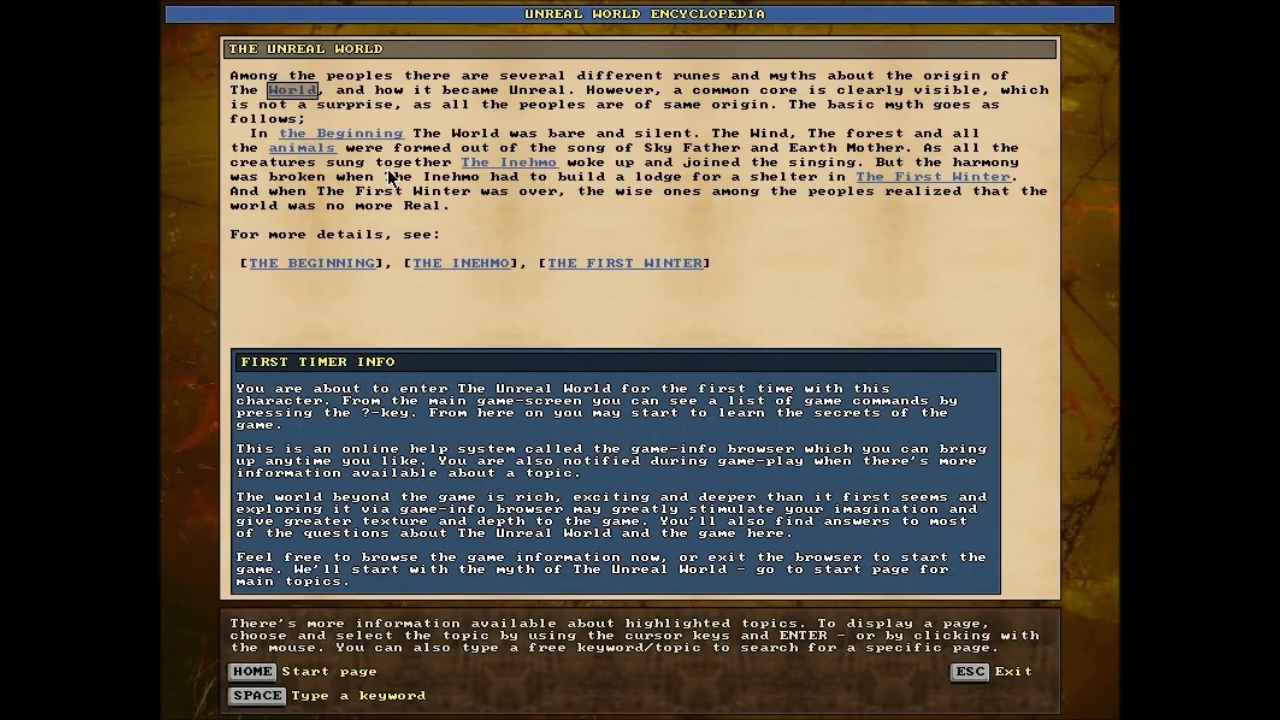 UNREAL WORLD ENCYCLOPEDIA
THE UNREAL WORLD
Among the peoples there are several different runes and myths about the origin of
The World, and how it became Unreal. However, a common core is clearly visible, which
is not a surprise, as all the peoples are of same origin. The basic myth goes as
follows;
In the Beginning The World was bare and silent. The Wind, The forest and all
the animals were formed out of the song of Sky Father and Earth Mother. As all the
creatures sung together The Inehmo woke up and joined the singing. But the harmony
was broken when the Inehmo had to build a lodge for a shelter in The First Winter.
And when The First Winter was over, the wise ones among the peoples realized that the
world was no more Real.
For more details, see:
[THE BEGINNING], [THE INEHMO], [THE FIRST WINTER]
FIRST TIMER INFO
You are about to enter The Unreal World for the first time with this
character. From the main game-screen you can see a list of game commands by
pressing the ?-key. From here on you may start to learn the secrets of the
game.
This is an online help system called the game-info browser which you can bring
up anytime you like. You are also notified during game-play when there's more
information available about a topic.
The world beyond the game is rich, exciting and deeper than it first seems and
exploring it via game-info browser may greatly stimulate your imagination and
give greater texture and depth to the game. You'll also find answers to most
of the questions about The Unreal World and the game here.
Feel free to browse the game information now, or exit the browser to start the
game. We'll start with the myth of The Unreal World - go to start page for
main topics.
There's more information available about highlighted topics. To display a page,
choose and select the topic by using the cursor keys and ENTER - or by clicking with
the mouse. You can also type a free keyword/topic to search for a specific page.
HOME Start page
ESC Exit
SPACE Type a keyword